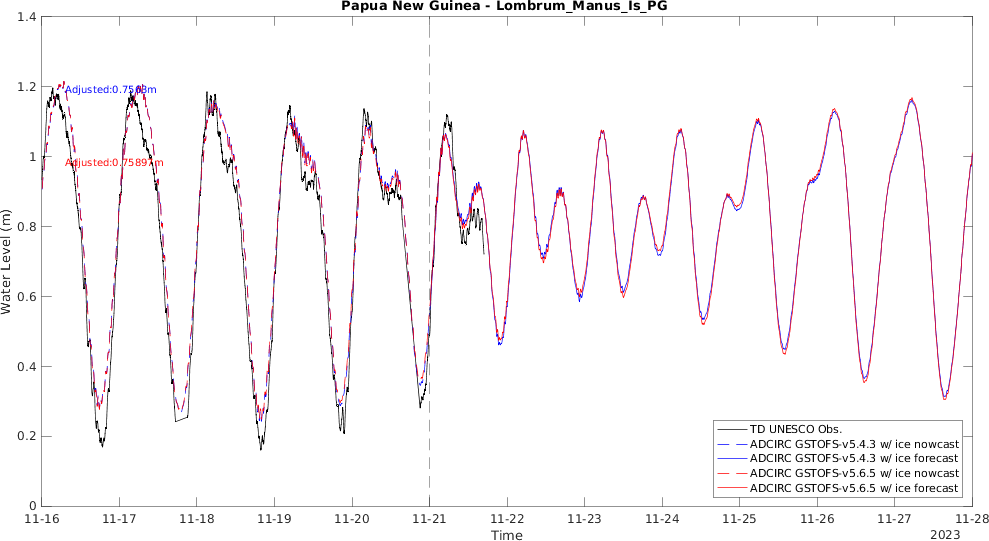 Papua New Guinea - Lombrum_Manus_Is_PG
1.4
1.2
1
0.8
0.6
0.4
0.2
0
Water Level (m)
Adjusted:0.7563m
Adjusted:0.75897m
TD UNESCO Obs.
ADCIRC GSTOFS-v5.4.3 w/ ice nowcast
ADCIRC GSTOFS-v5.4.3 w/ ice forecast
ADCIRC GSTOFS-v5.6.5 w/ ice nowcast
ADCIRC GSTOFS-v5.6.5 w/ ice forecast
11-16 11-17 11-18 11-19 11-20 11-21 11-22 11-23 11-24 11-25 11-26 11-27 11-28
Time
2023